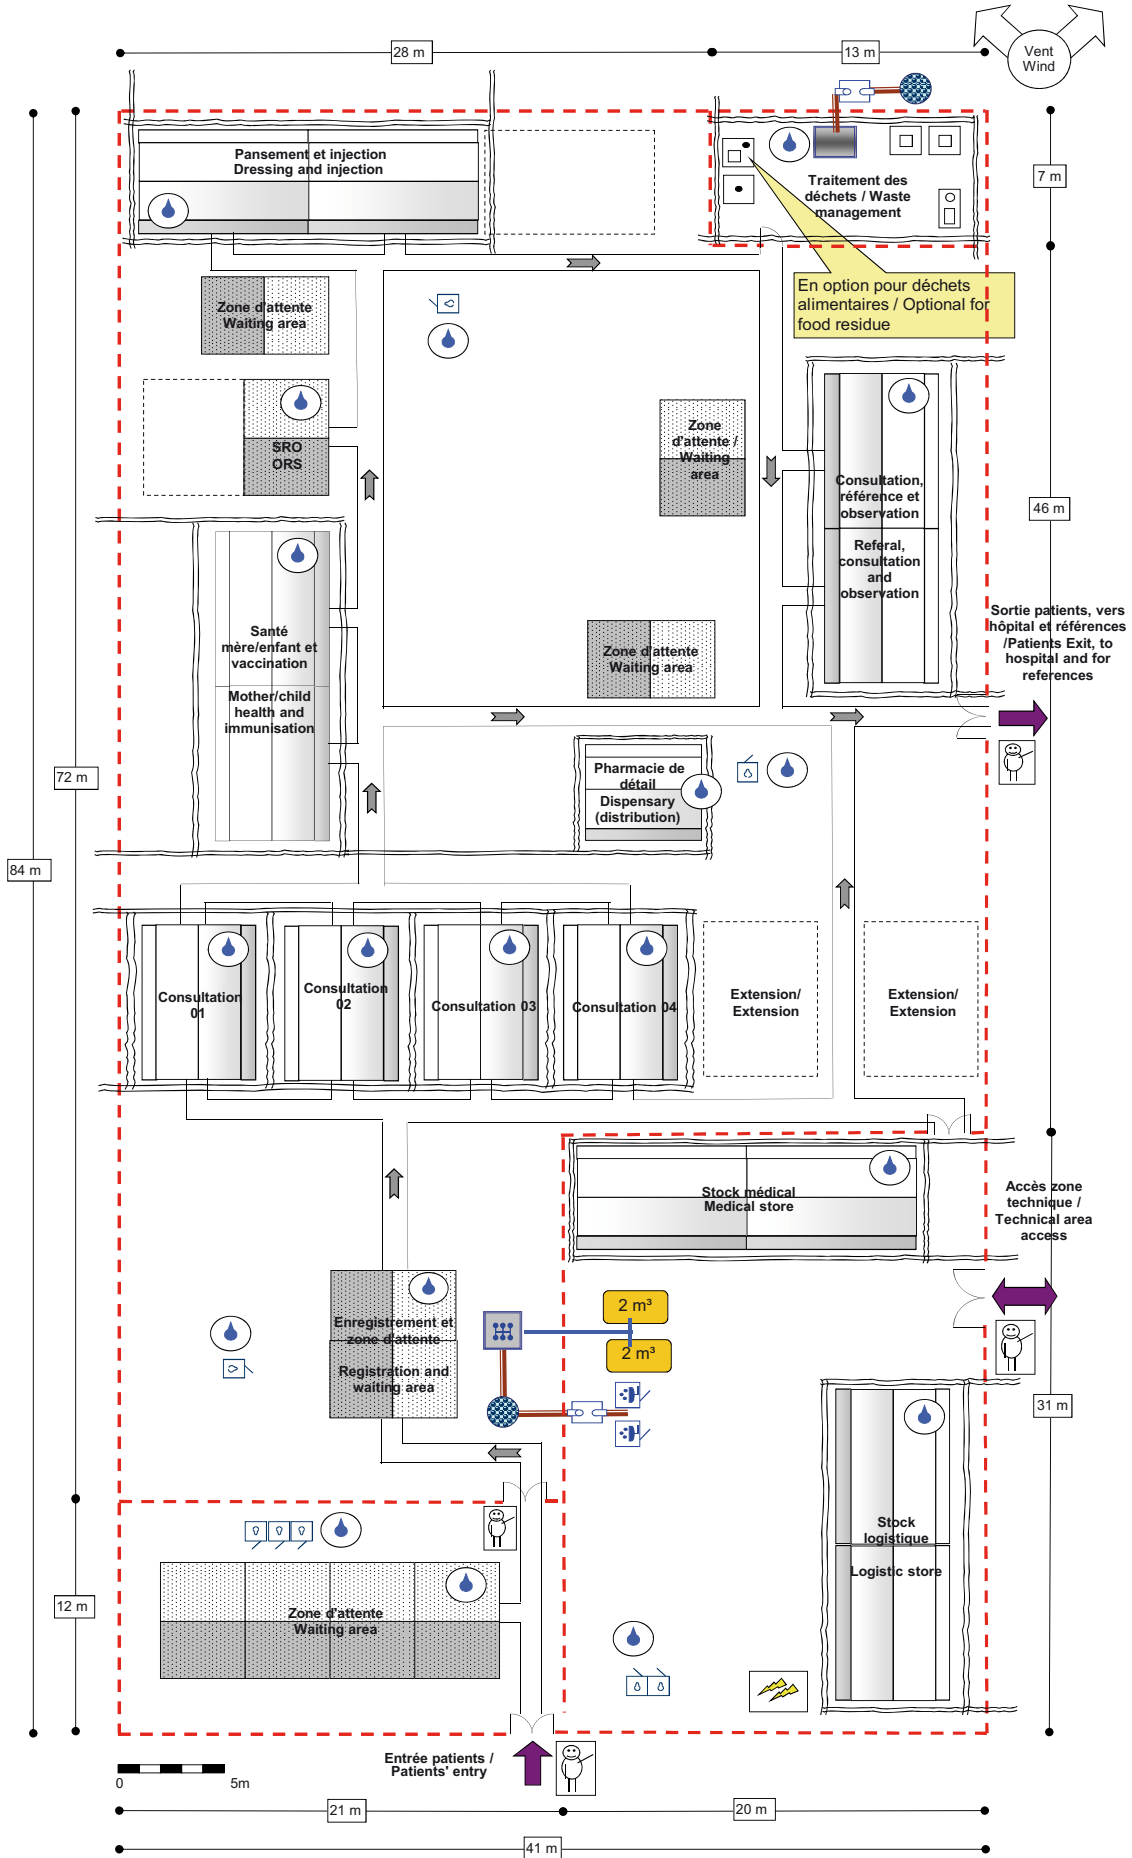 28 m
13 m
Vent
Wind
Pansement et injection
Dressing and injection
Traitement des
déchets / Waste
management
7 m
En option pour déchets
alimentaires / Optional for
food residue
Zone d'attente
Waiting area
SRO
ORS
Zone
d'attente /
Waiting
area
Consultation,
référence et
observation
Referal,
consultation
and
observation
46 m
Santé
mère/enfant et
vaccination
Mother/child
health and
immunisation
Zone d'attente
Waiting area
Sortie patients, vers
hôpital et références
/Patients Exit, to
hospital and for
references
Pharmacie de
détail
Dispensary
(distribution)
72 m
84 m
Consultation
01
Consultation
02
Consultation 03
Consultation 04
Extension/
Extension
Extension/
Extension
Stock médical
Medical store
Accès zone
technique /
Technical area
access
Enregistrement et
zone d'attente
Registration and
waiting area
2 m³
2 m³
31 m
Stock
logistique
Logistic store
12 m
Zone d'attente
Waiting area
Entrée patients /
Patients' entry
0
5m
21 m
20 m
41 m